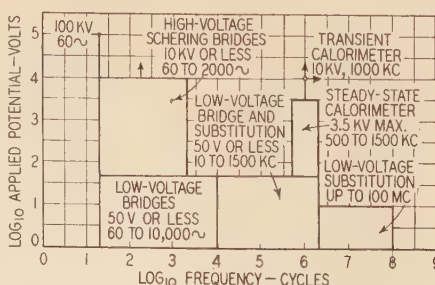 100 KV
60~
HIGH-VOLTAGE
SCHERING BRIDGES
10 KV OR LESS
60 TO 2000~
TRANSIENT
CALORIMETER
10 KV, 1000 KC
LOW-VOLTAGE
BRIDGE AND
SUBSTITUTION
50 V OR LESS
10 TO 1500 KC
STEADY-STATE
CALORIMETER
3.5 KV MAX.
500 TO 1500 KC
LOW-VOLTAGE
BRIDGES
50 V OR LESS
60 TO 10,000~
LOW-VOLTAGE
SUBSTITUTION
UP TO 100 MC
LOG10 APPLIED POTENTIAL-VOLTS
5
4
3
2
1
0
0 1 2 3 4 5 6 7 8 9
LOG10 FREQUENCY-CYCLES